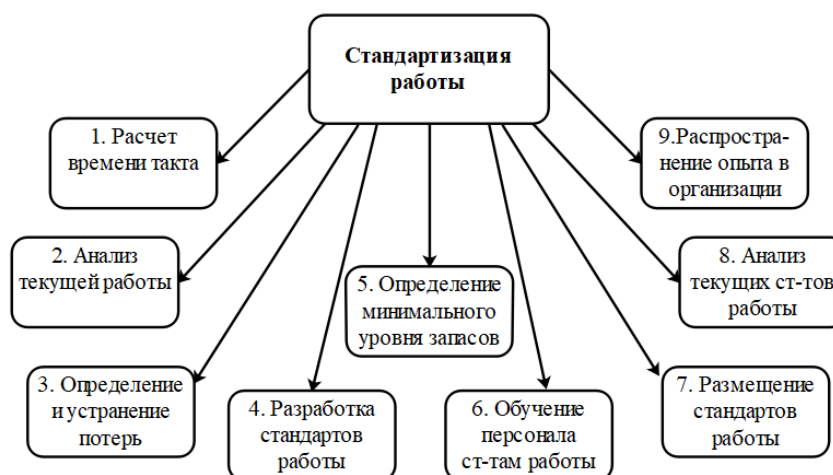 Стандартизация
работы
1. Расчет
времени такта
2. Анализ
текущей работы
3. Определение
и устранение
потерь
4. Разработка
стандартов
работы
5. Определение
минимального
уровня запасов
6. Обучение
персонала
ст-там работы
7. Размещение
стандартов
работы
8. Анализ
текущих ст-тов
работы
9.Распростра-
нение опыта в
организации